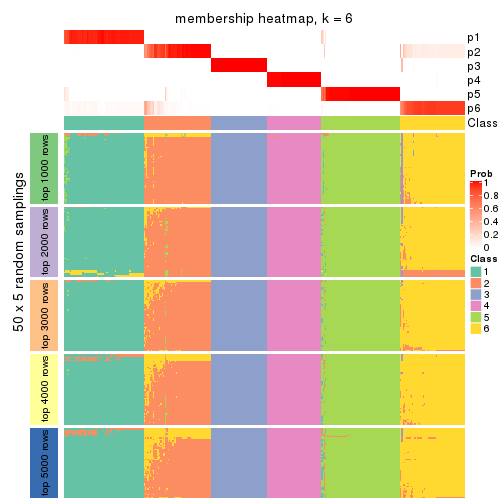 membership heatmap, k = 6
p1
p2
p3
p4
p5
p6
Class
50 x 5 random samplings
top 1000 rows
top 2000 rows
top 3000 rows
top 4000 rows
top 5000 rows
Prob
1
0.8
0.6
0.4
0.2
0
Class
1
2
3
4
5
6